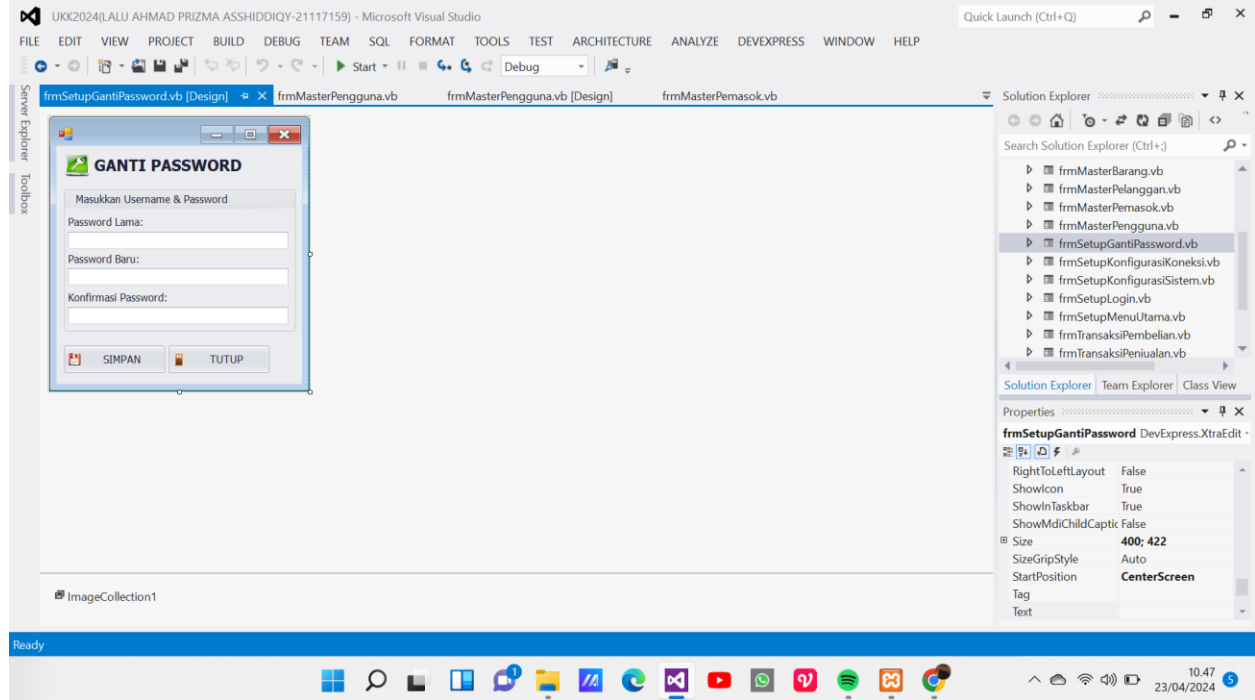 UKK2024(LALU AHMAD PRIZMA ASSHIDDIQY-21117159) - Microsoft Visual Studio
Quick Launch (Ctrl+Q)
FILE EDIT VIEW PROJECT BUILD DEBUG TEAM SQL FORMAT TOOLS TEST ARCHITECTURE ANALYZE DEVEXPRESS WINDOW HELP
Start Debug
Server Explorer
Toolbox
frmSetupGantiPassword.vb [Design] frmMasterPengguna.vb frmMasterPengguna.vb [Design] frmMasterPemasok.vb
GANTI PASSWORD
Masukkan Username & Password
Password Lama:
Password Baru:
Konfirmasi Password:
SIMPAN TUTUP
ImageCollection1
Solution Explorer
Search Solution Explorer (Ctrl+;)
frmMasterBarang.vb
frmMasterPelanggan.vb
frmMasterPemasok.vb
frmMasterPengguna.vb
frmSetupGantiPassword.vb
frmSetupKonfigurasiKoneksi.vb
frmSetupKonfigurasiSistem.vb
frmSetupLogin.vb
frmSetupMenuUtama.vb
frmTransaksiPembelian.vb
frmTransaksiPenjualan.vb
Solution Explorer Team Explorer Class View
Properties
frmSetupGantiPassword DevExpress.XtraEdit
RightToLeftLayout False
ShowIcon True
ShowInTaskbar True
ShowMdiChildCaptic False
Size 400; 422
SizeGripStyle Auto
StartPosition CenterScreen
Tag
Text
Ready
1
10.47
23/04/2024
5